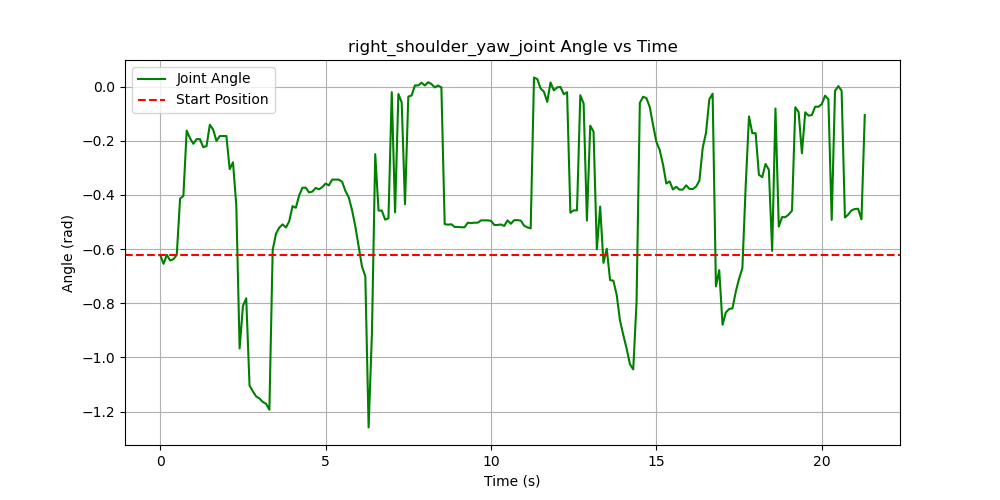 right_shoulder_yaw_joint Angle vs Time
Joint Angle
Start Position
0.0
−0.2
−0.4
−0.6
−0.8
−1.0
−1.2
Angle (rad)
0 5 10 15 20
Time (s)